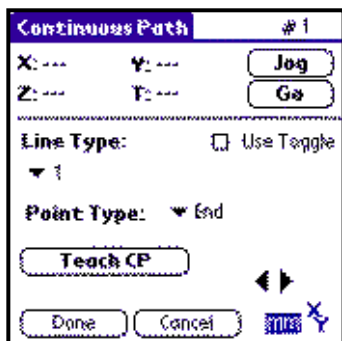 Continuous Path # 1
X: --- Y: --- Jog
Z: --- T: --- Go
Line Type: Use Toggle
1
Point Type: End
Teach CP
Done Cancel X Y